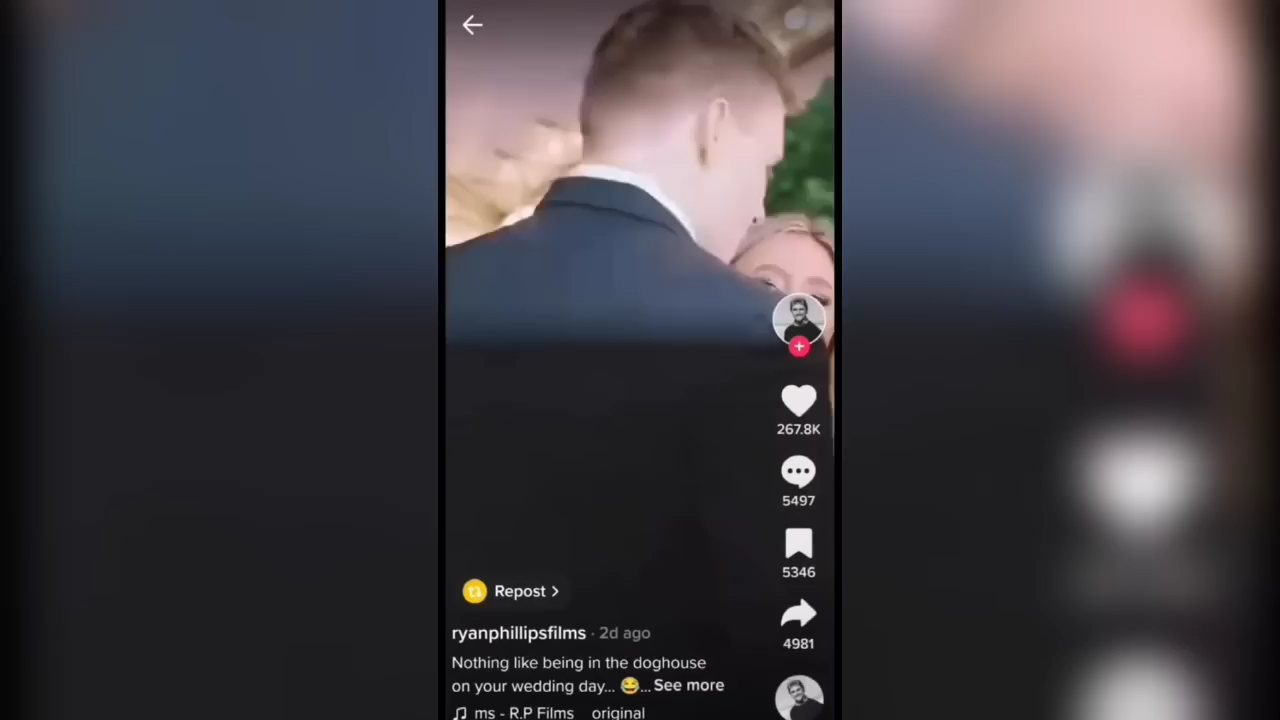 267.8K
5497
5346
4981
Repost >
ryanphillipsfilms · 2d ago
Nothing like being in the doghouse
on your wedding day... 😂... See more
ms - R.P Films original